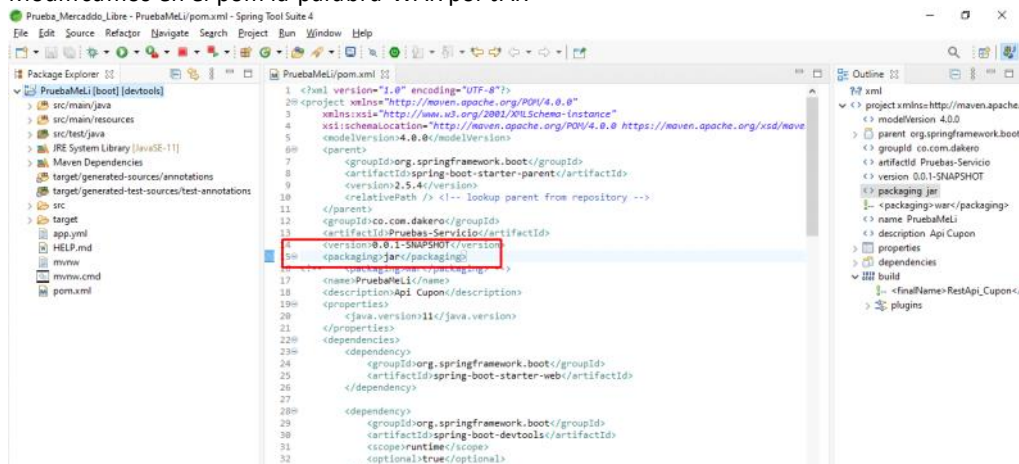 modificamos en el pom la palabra WAR por JAR
Prueba_Mercaddo_Libre - PruebaMeLi/pom.xml - Spring Tool Suite 4
File Edit Source Refactor Navigate Search Project Run Window Help
Package Explorer
PruebaMeLi [boot] [devtools]
src/main/java
src/main/resources
src/test/java
JRE System Library [JavaSE-11]
Maven Dependencies
target/generated-sources/annotations
target/generated-test-sources/test-annotations
src
target
app.yml
HELP.md
mvnw
mvnw.cmd
pom.xml
PruebaMeLi/pom.xml
1 <?xml version="1.0" encoding="UTF-8"?>
2 <project xmlns="http://maven.apache.org/POM/4.0.0"
3 xmlns:xsi="http://www.w3.org/2001/XMLSchema-instance"
4 xsi:schemaLocation="http://maven.apache.org/POM/4.0.0 https://maven.apache.org/xsd/mave
5 <modelVersion>4.0.0</modelVersion>
6 <parent>
7 <groupId>org.springframework.boot</groupId>
8 <artifactId>spring-boot-starter-parent</artifactId>
9 <version>2.5.4</version>
10 <relativePath /> <!-- lookup parent from repository -->
11 </parent>
12 <groupId>co.com.dakero</groupId>
13 <artifactId>Pruebas-Servicio</artifactId>
14 <version>0.0.1-SNAPSHOT</version>
15 <packaging>jar</packaging>
16 <!-- <packaging>war</packaging> -->
17 <name>PruebaMeLi</name>
18 <description>Api Cupon</description>
19 <properties>
20 <java.version>11</java.version>
21 </properties>
22 <dependencies>
23 <dependency>
24 <groupId>org.springframework.boot</groupId>
25 <artifactId>spring-boot-starter-web</artifactId>
26 </dependency>
27
28 <dependency>
29 <groupId>org.springframework.boot</groupId>
30 <artifactId>spring-boot-devtools</artifactId>
31 <scope>runtime</scope>
32 <optional>true</optional>
Outline
?-? xml
project xmlns=http://maven.apache.
modelVersion 4.0.0
parent org.springframework.boot
groupId co.com.dakero
artifactId Pruebas-Servicio
version 0.0.1-SNAPSHOT
packaging jar
<packaging>war</packaging>
name PruebaMeLi
description Api Cupon
properties
dependencies
build
<finalName>RestApi_Cupon<
plugins